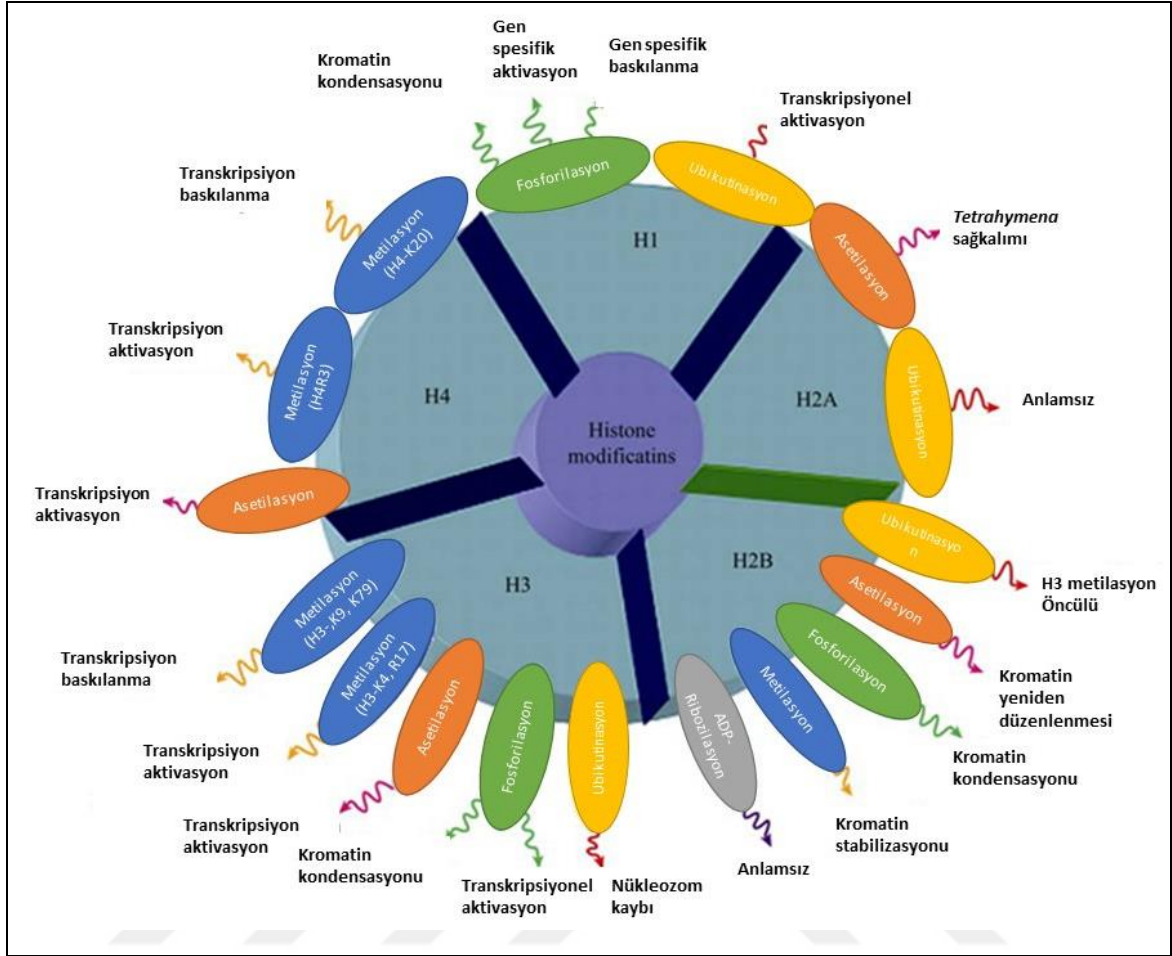 Gen
spesifik
aktivasyon
Gen spesifik
baskılanma
Kromatin
kondensasyonu
Transkripsiyonel
aktivasyon
Transkripsiyon
baskılanma
Fosforilasyon
Ubikutinasyon
Metilasyon
(H4-K20)
H1
Asetilasyon
Tetrahymena
sağkalımı
Transkripsiyon
aktivasyon
Metilasyon
(H4R3)
H4
H2A
Ubikutinasyon
Anlamsız
Histone
modificatins
Transkripsiyon
aktivasyon
Asetilasyon
Ubikutinasyo
n
H3 metilasyon
Öncülü
H2B
H3
Asetilasyon
Kromatin
yeniden
düzenlenmesi
Metilasyon
(H3-,K9, K79)
Transkripsiyon
baskılanma
Metilasyon
(H3-K4, R17)
Transkripsiyon
aktivasyon
Asetilasyon
Transkripsiyon
aktivasyon
Fosforilasyon
Kromatin
kondensasyonu
Transkripsiyonel
aktivasyon
Ubikutinasyon
Nükleozom
kaybı
ADP-
Ribozilasyon
Anlamsız
Metilasyon
Kromatin
stabilizasyonu
Fosforilasyon
Kromatin
kondensasyonu